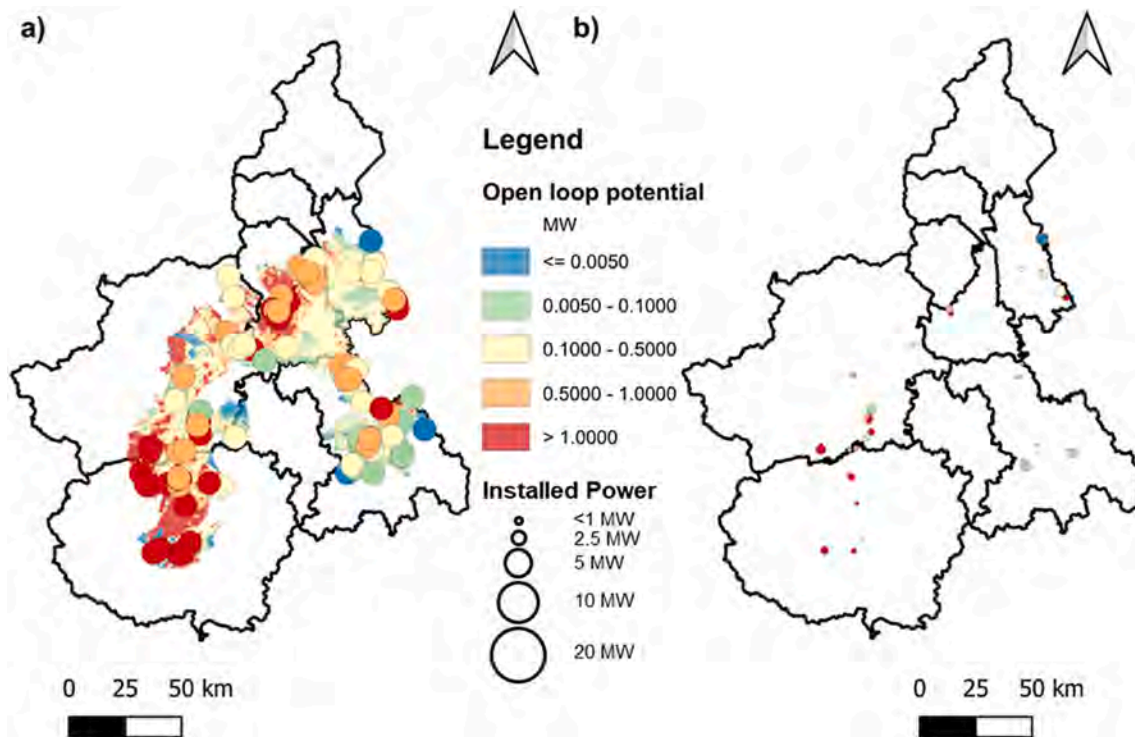 a)
b)
Legend
Open loop potential
MW
<= 0.0050
0.0050 - 0.1000
0.1000 - 0.5000
0.5000 - 1.0000
> 1.0000
Installed Power
<1 MW
2.5 MW
5 MW
10 MW
20 MW
0 25 50 km
0 25 50 km